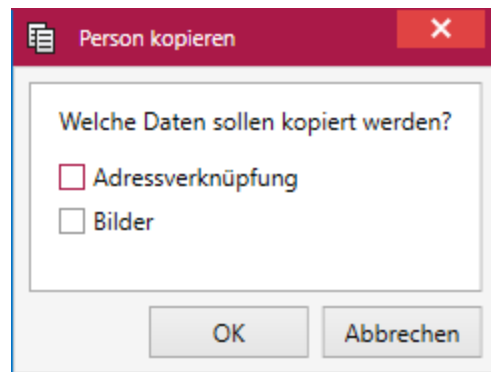 Person kopieren
Welche Daten sollen kopiert werden?
Adressverknüpfung
Bilder
OK
Abbrechen